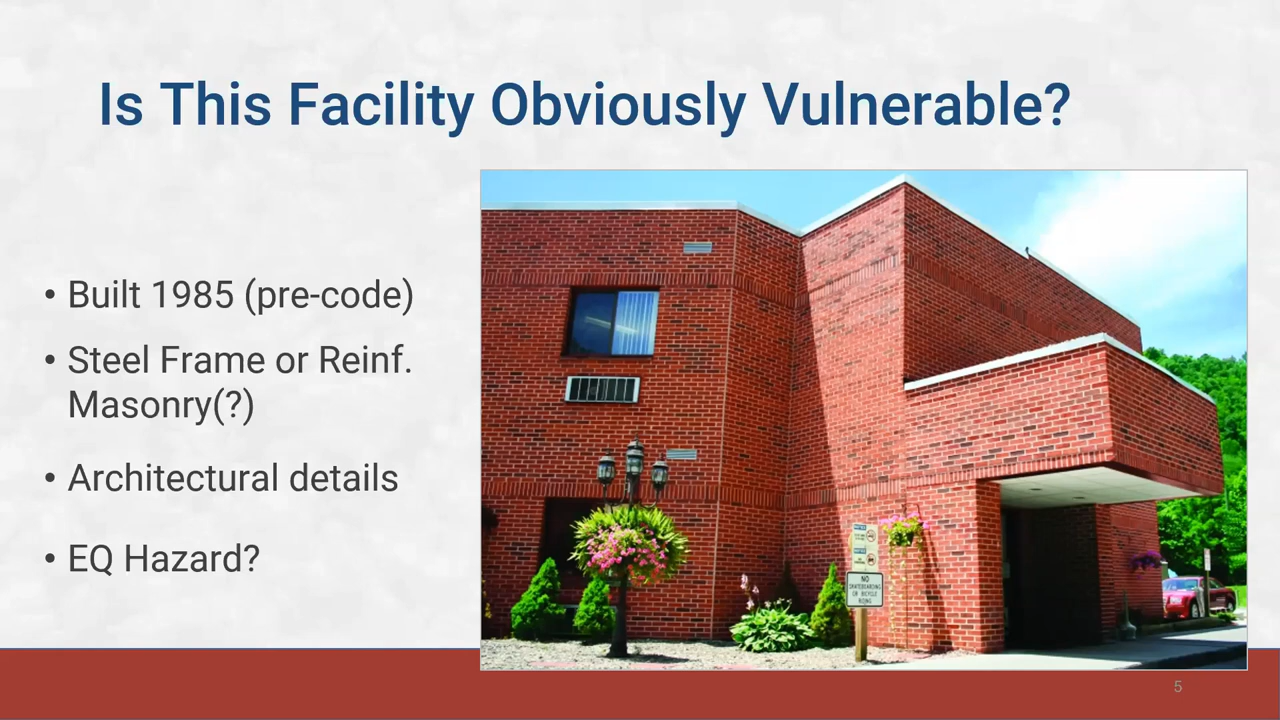 Is This Facility Obviously Vulnerable?
• Built 1985 (pre-code)
• Steel Frame or Reinf.
Masonry(?)
• Architectural details
• EQ Hazard?
NO
SKATEBOARDING
OR BICYCLE
RIDING
5